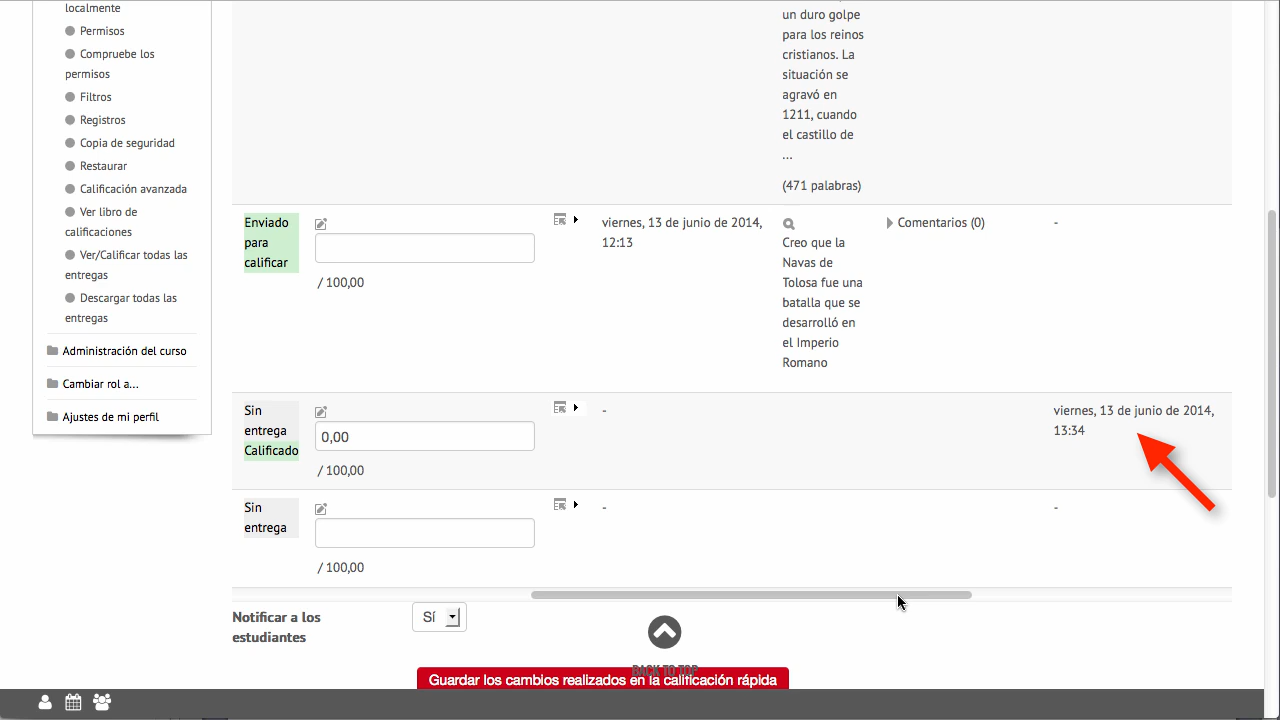 localmente
Permisos
Compruebe los
permisos
Filtros
Registros
Copia de seguridad
Restaurar
Calificación avanzada
Ver libro de
calificaciones
Ver/Calificar todas las
entregas
Descargar todas las
entregas
Administración del curso
Cambiar rol a...
Ajustes de mi perfil
un duro golpe
para los reinos
cristianos. La
situación se
agravó en
1211, cuando
el castillo de
...
(471 palabras)
Enviado
para
calificar
/ 100,00
viernes, 13 de junio de 2014,
12:13
Creo que la
Navas de
Tolosa fue una
batalla que se
desarrolló en
el Imperio
Romano
Comentarios (0)
-
Sin
entrega
Calificado
0,00
/ 100,00
-
viernes, 13 de junio de 2014,
13:34
Sin
entrega
/ 100,00
-
-
Notificar a los
estudiantes
Sí
BACK TO TOP
Guardar los cambios realizados en la calificación rápida